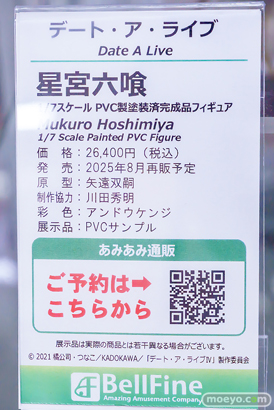 デート・ア・ライブ
Date A Live
星宮六喰
1/7スケール PVC製塗装済完成品フィギュア
Mukuro Hoshimiya
1/7 Scale Painted PVC Figure
価　格：26,400円（税込）
発　売：2025年8月再販予定
原　型：矢遠双嗣
制作協力：川田秀明
彩　色：アンドウケンジ
展示品：PVCサンプル
あみあみ通販
ご予約は➡
こちらから
展示品は実際の商品とは若干異なる場合がございます。
© 2021 橘公司・つなこ／KADOKAWA／「デート・ア・ライブⅣ」製作委員会
BellFine
Amazing Amusement Company
moeyo.com